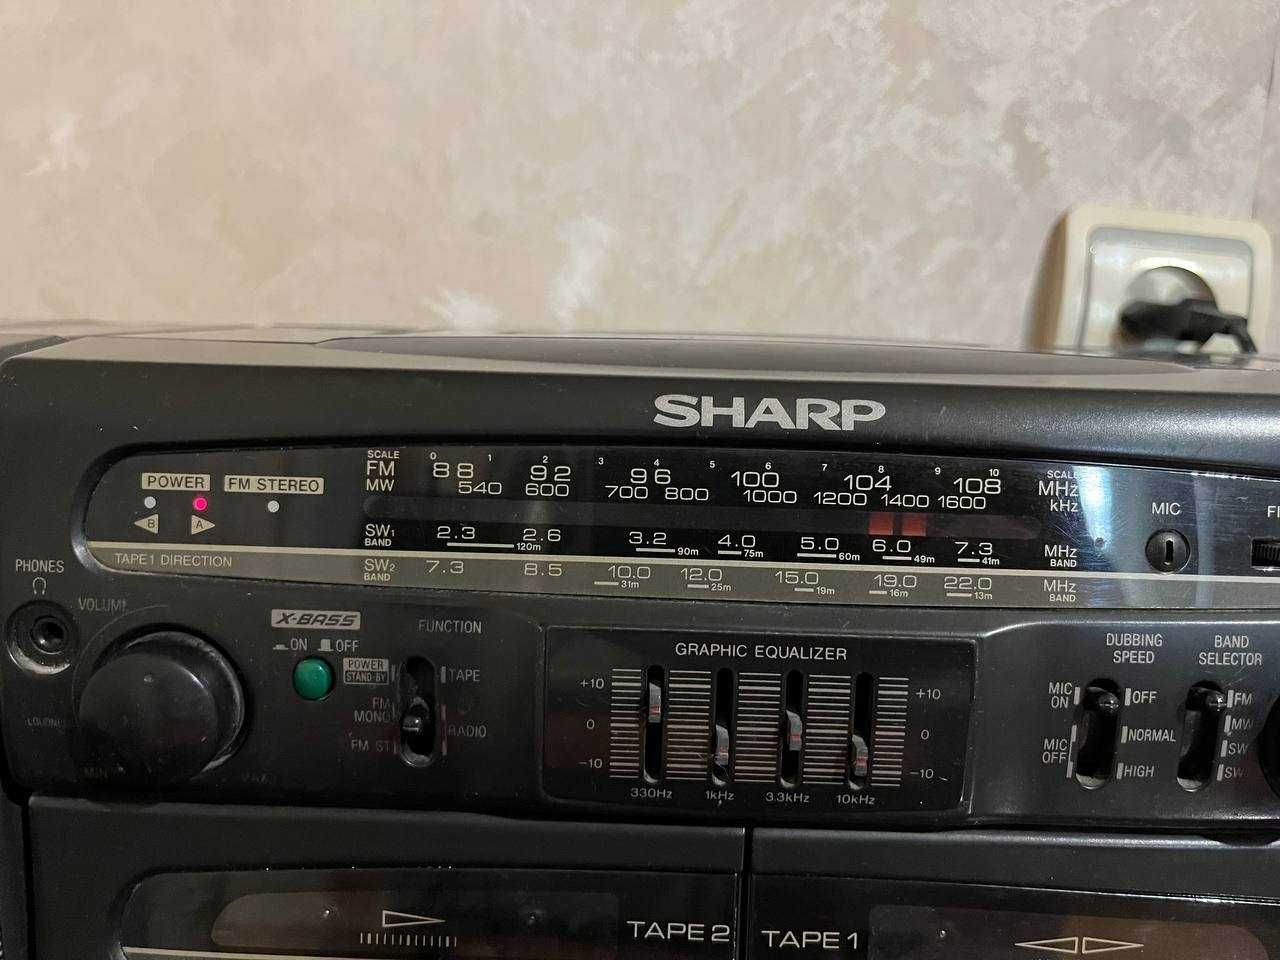 SHARP
SCALE 0 1 2 3 4 5 6 7 8 9 10 SCALE
FM 88 92 96 100 104 108 MHz
MW 540 600 700 800 1000 1200 1400 1600 kHz
POWER FM STEREO
B A
MIC
FI
SW1 BAND 2.3 2.6 3.2 4.0 5.0 6.0 7.3 MHz BAND
120m 90m 75m 60m 49m 41m
TAPE 1 DIRECTION
SW2 BAND 7.3 8.5 10.0 12.0 15.0 19.0 22.0 MHz BAND
31m 25m 19m 16m 13m
PHONES
VOLUME
MIN MAX
X-BASS
ON OFF
FUNCTION
POWER STAND-BY
TAPE
FM MONO
RADIO
FM ST
GRAPHIC EQUALIZER
+10 +10
0 0
-10 -10
330Hz 1kHz 3.3kHz 10kHz
DUBBING SPEED
MIC ON OFF
NORMAL
MIC OFF HIGH
BAND SELECTOR
FM
MW
SW
SW
TAPE 2 TAPE 1